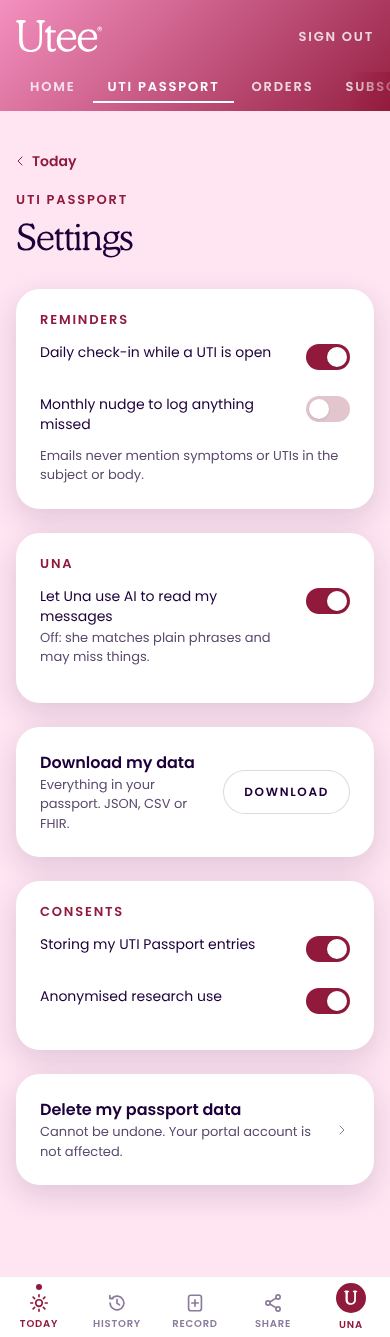 Utee®
SIGN OUT
HOME UTI PASSPORT ORDERS SUBSC
Today
UTI PASSPORT
Settings
REMINDERS
Daily check-in while a UTI is open
Monthly nudge to log anything
missed
Emails never mention symptoms or UTIs in the
subject or body.
UNA
Let Una use AI to read my
messages
Off: she matches plain phrases and
may miss things.
Download my data
Everything in your
passport. JSON, CSV or
FHIR.
DOWNLOAD
CONSENTS
Storing my UTI Passport entries
Anonymised research use
Delete my passport data
Cannot be undone. Your portal account is
not affected.
TODAY HISTORY RECORD SHARE U UNA